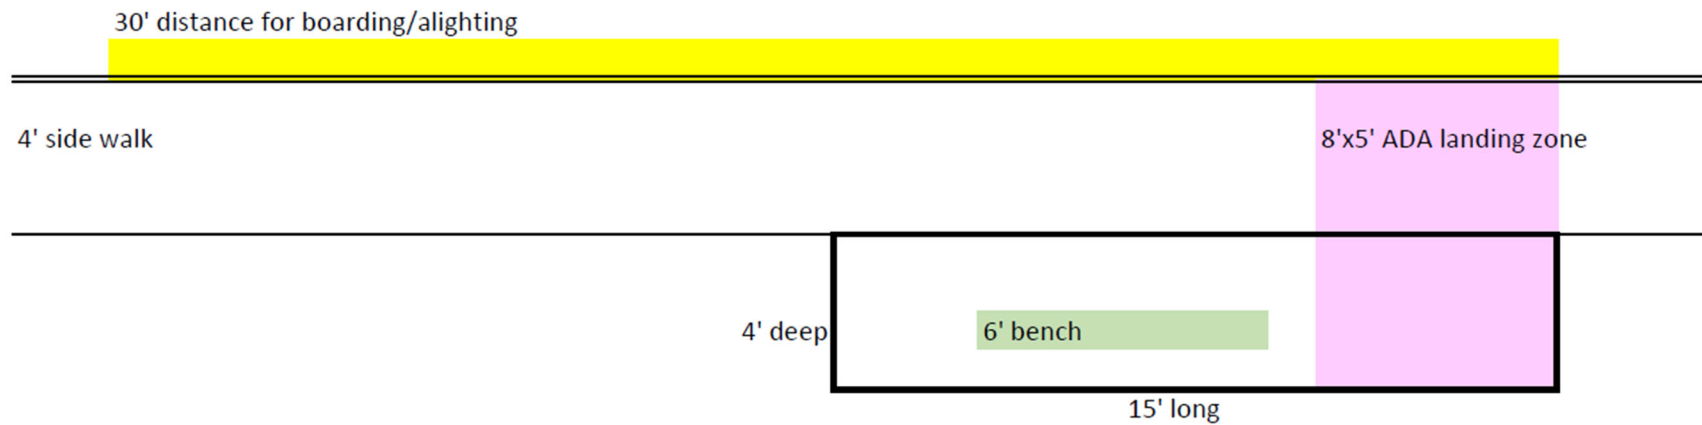 30' distance for boarding/alighting
4' side walk
8'x5' ADA landing zone
4' deep
6' bench
15' long